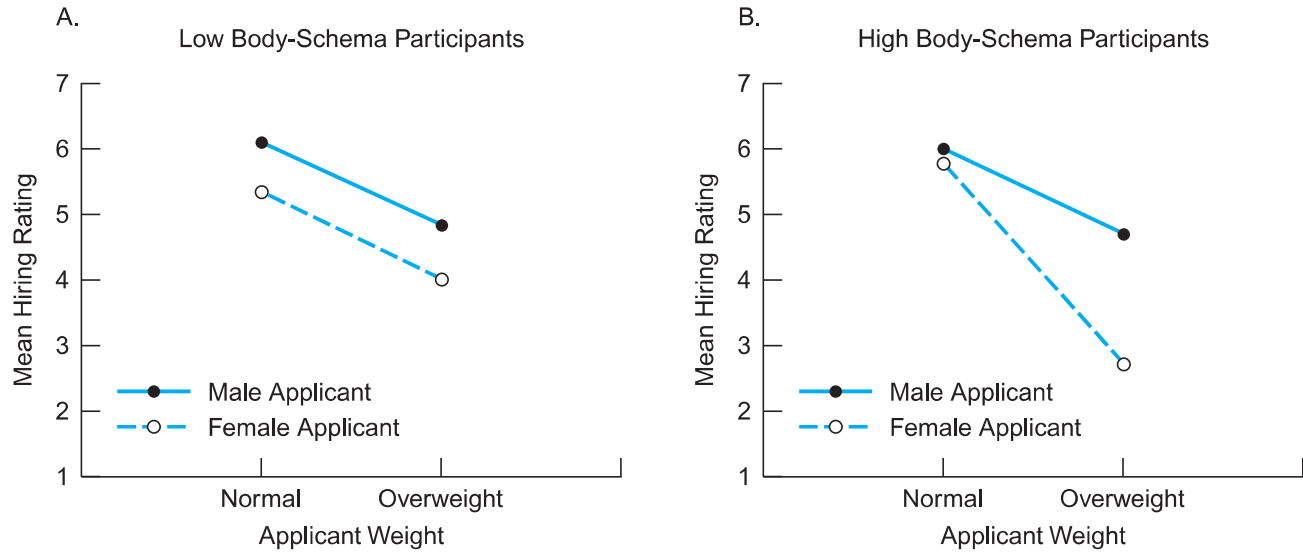 A.
Low Body-Schema Participants
7
6
5
4
3
2
1
Mean Hiring Rating
Male Applicant
Female Applicant
Normal
Overweight
Applicant Weight
B.
High Body-Schema Participants
7
6
5
4
3
2
1
Mean Hiring Rating
Male Applicant
Female Applicant
Normal
Overweight
Applicant Weight